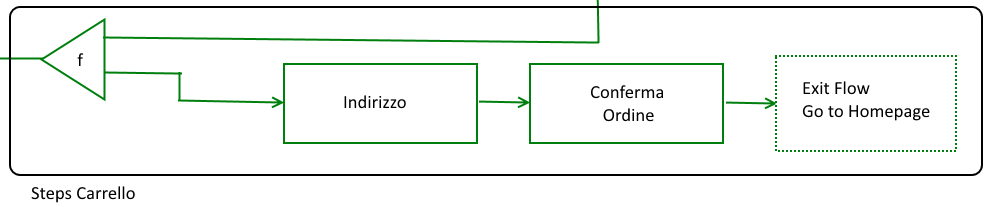 f
Indirizzo
Conferma
Ordine
Exit Flow
Go to Homepage
Steps Carrello